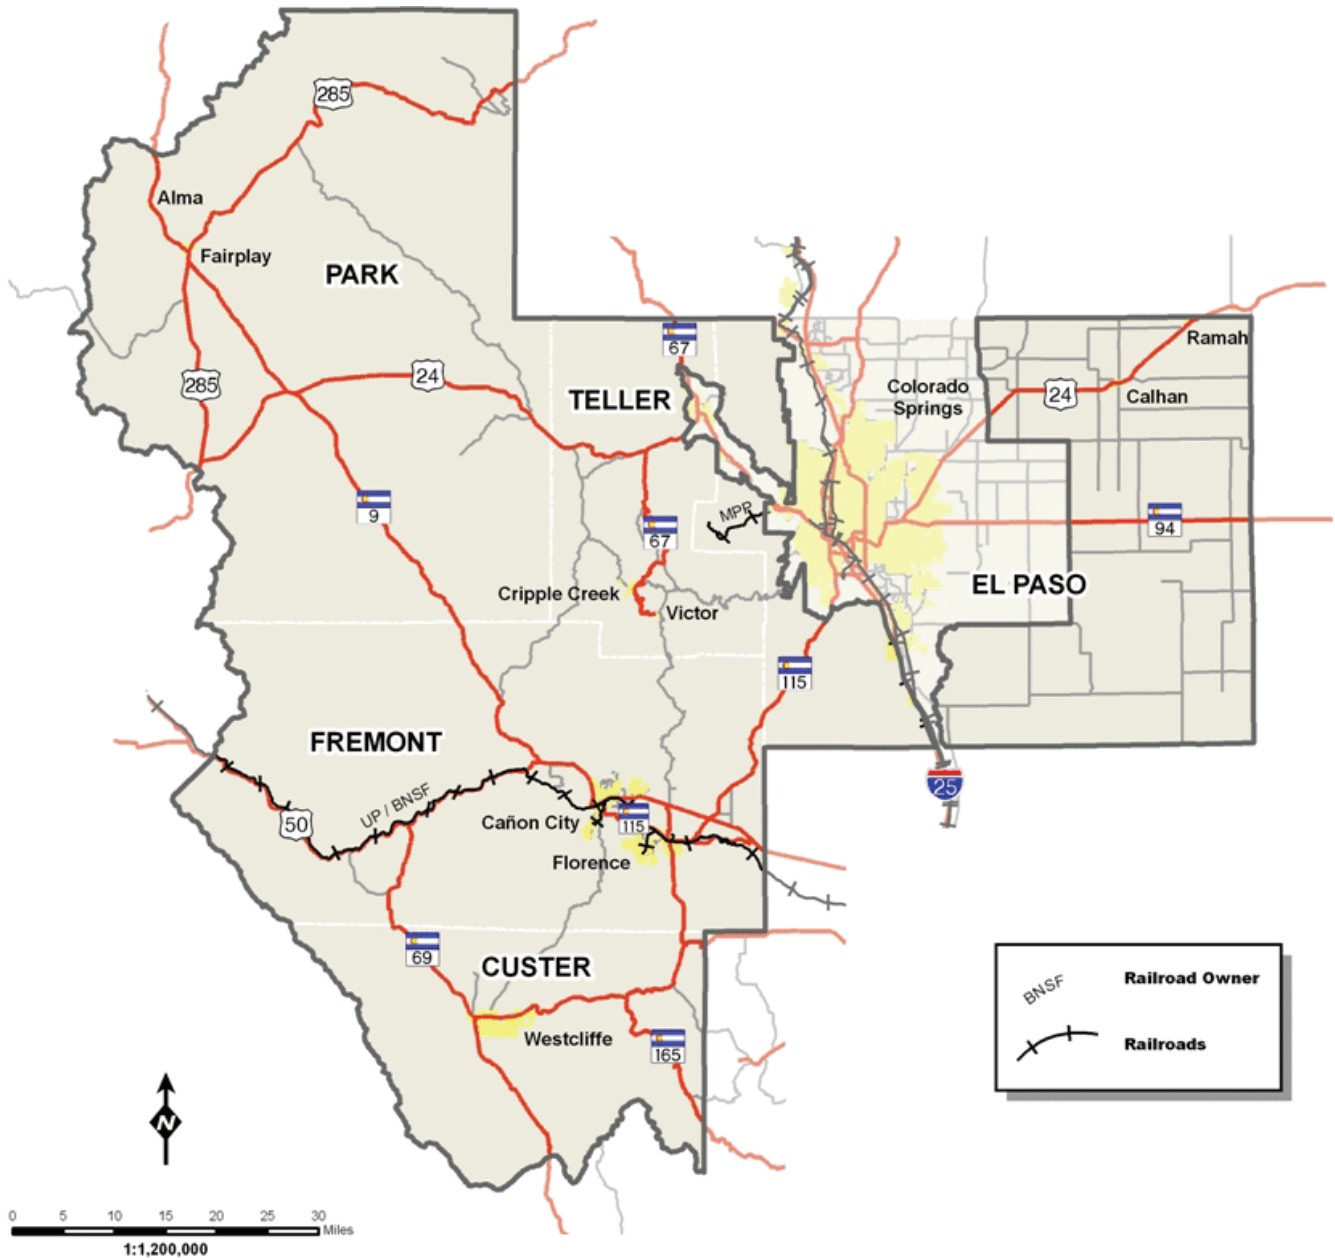 285
Alma
Fairplay
PARK
67
Ramah
285
24
TELLER
Colorado
Springs
24
Calhan
9
MPP
67
94
Cripple Creek
EL PASO
Victor
115
FREMONT
25
UP / BNSF
50
Cañon City
115
Florence
69
CUSTER
BNSF
Railroad Owner
Westcliffe
165
Railroads
N
0 5 10 15 20 25 30
Miles
1:1,200,000